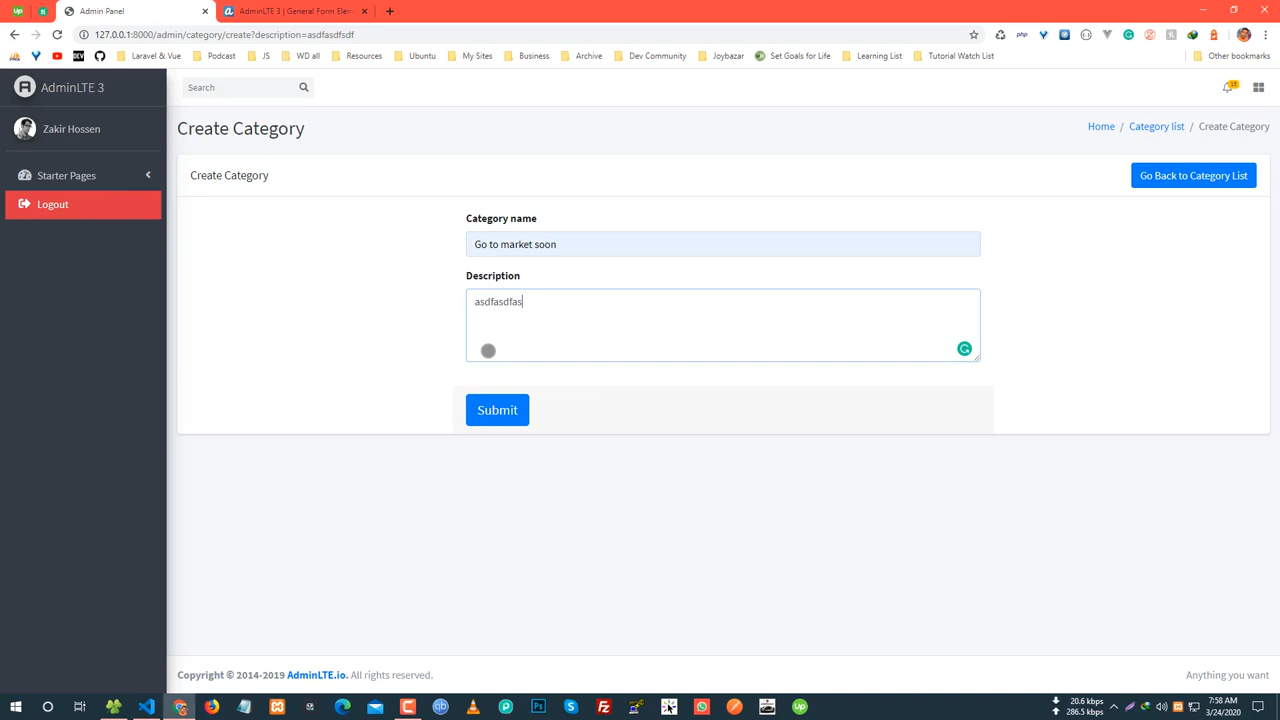 Admin Panel
AdminLTE 3 | General Form Elem
127.0.0.1:8000/admin/category/create?description=asdfasdfsdf
Laravel & Vue
Podcast
JS
WD all
Resources
Ubuntu
My Sites
Business
Archive
Dev Community
Joybazar
Set Goals for Life
Learning List
Tutorial Watch List
Other bookmarks
AdminLTE 3
Search
18
Zakir Hossen
Create Category
Home / Category list / Create Category
Starter Pages
Create Category
Go Back to Category List
Logout
Category name
Go to market soon
Description
asdfasdfas
Submit
Copyright © 2014-2019 AdminLTE.io. All rights reserved.
Anything you want
20.6 kbps
286.5 kbps
7:58 AM
3/24/2020